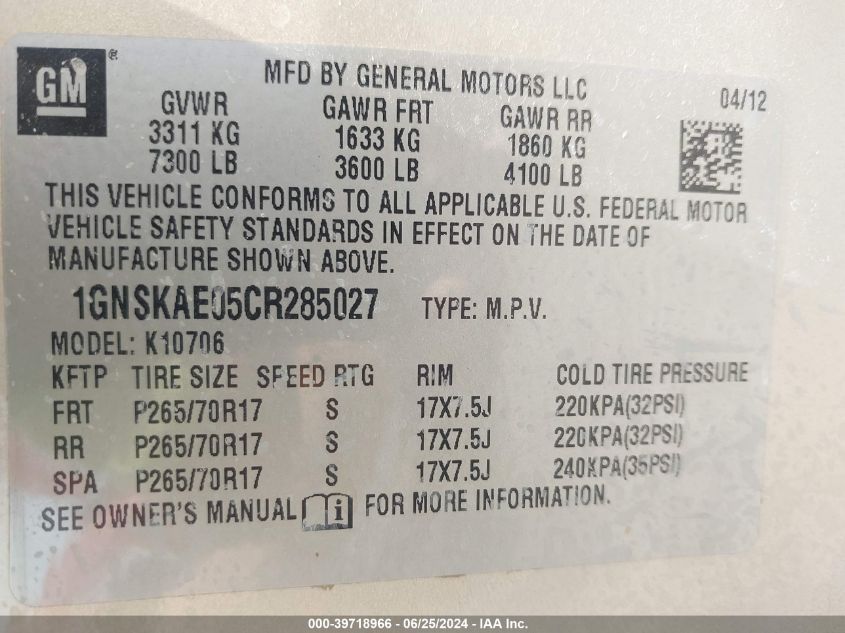 GM ®
MFD BY GENERAL MOTORS LLC
04/12
GVWR GAWR FRT GAWR RR
3311 KG 1633 KG 1860 KG
7300 LB 3600 LB 4100 LB
THIS VEHICLE CONFORMS TO ALL APPLICABLE U.S. FEDERAL MOTOR
VEHICLE SAFETY STANDARDS IN EFFECT ON THE DATE OF
MANUFACTURE SHOWN ABOVE.
1GNSKAE05CR285027 TYPE: M.P.V.
MODEL: K10706
KFTP TIRE SIZE SPEED RTG RIM COLD TIRE PRESSURE
FRT P265/70R17 S 17X7.5J 220KPA(32PSI)
RR P265/70R17 S 17X7.5J 220KPA(32PSI)
SPA P265/70R17 S 17X7.5J 240KPA(35PSI)
SEE OWNER'S MANUAL i FOR MORE INFORMATION.
000-39718966 / 06/25/2024 - IAA Inc.